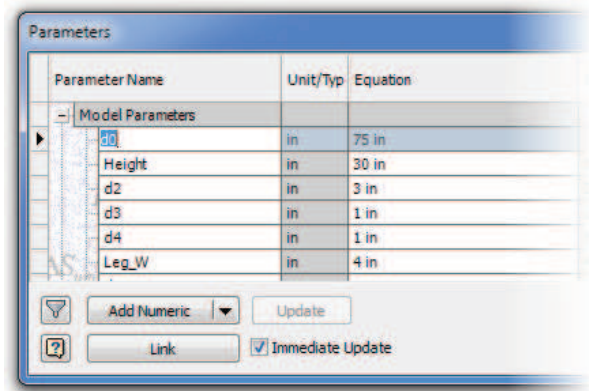 Parameters
Parameter Name Unit/Typ Equation
Model Parameters
d0 in 75 in
Height in 30 in
d2 in 3 in
d3 in 1 in
d4 in 1 in
Leg_W in 4 in
Add Numeric Update
Link Immediate Update